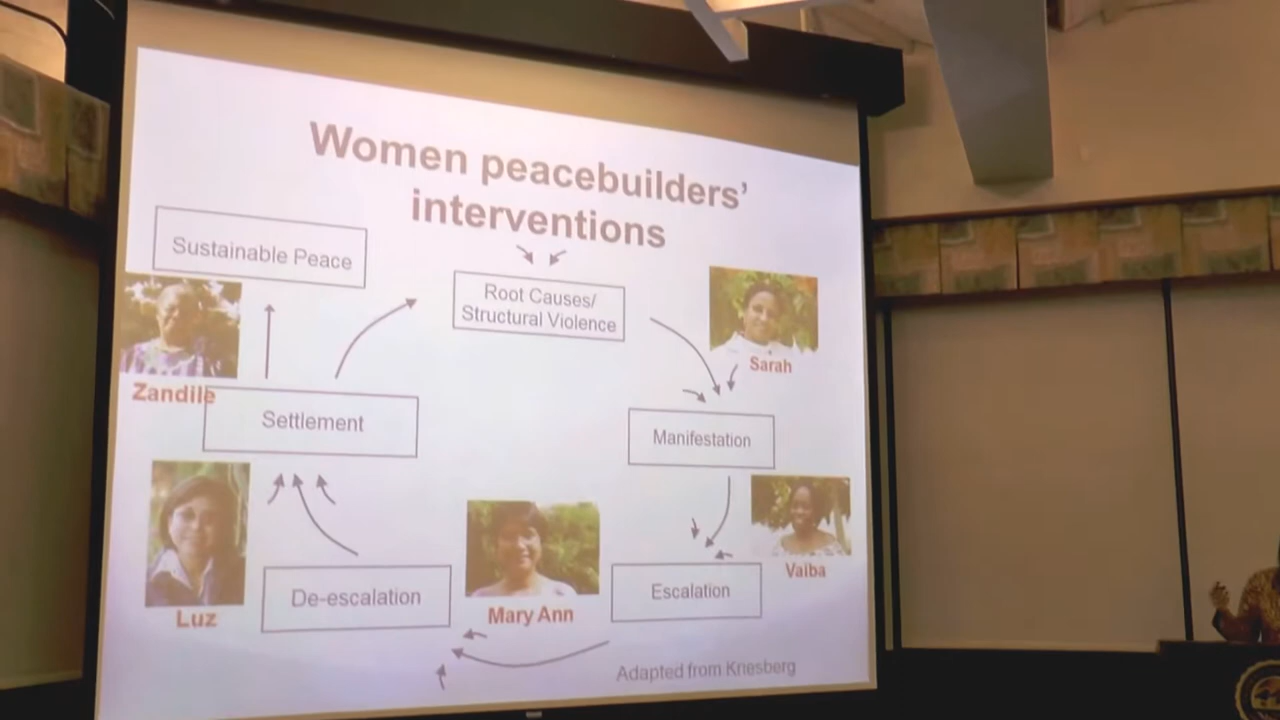 Women peacebuilders'
interventions
Sustainable Peace
Root Causes/
Structural Violence
Sarah
Zandile
Settlement
Manifestation
Vaiba
Escalation
De-escalation
Mary Ann
Luz
Adapted from Kriesberg